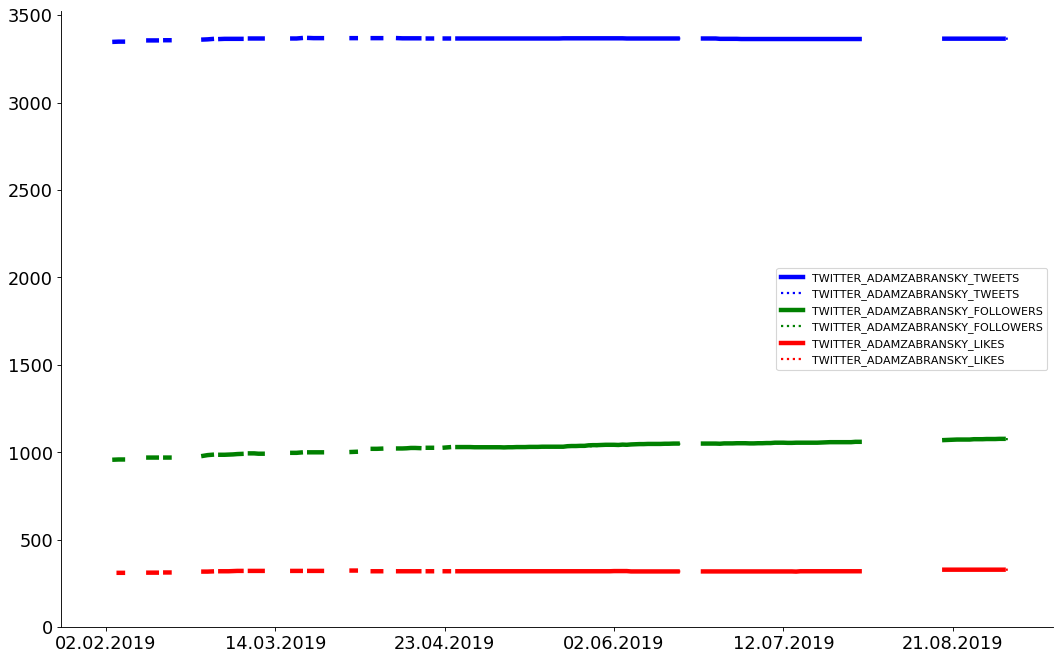 3500
3000
2500
2000
1500
1000
500
0
TWITTER_ADAMZABRANSKY_TWEETS
TWITTER_ADAMZABRANSKY_TWEETS
TWITTER_ADAMZABRANSKY_FOLLOWERS
TWITTER_ADAMZABRANSKY_FOLLOWERS
TWITTER_ADAMZABRANSKY_LIKES
TWITTER_ADAMZABRANSKY_LIKES
02.02.2019 14.03.2019 23.04.2019 02.06.2019 12.07.2019 21.08.2019